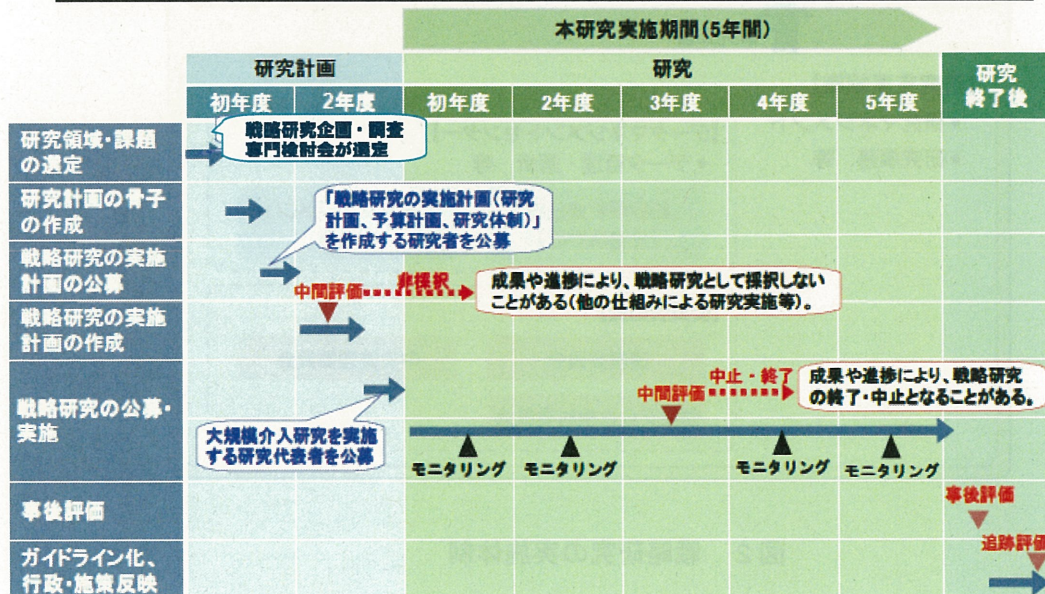 本研究実施期間(5年間)
研究計画
研究
研究
終了後
初年度
2年度
初年度
2年度
3年度
4年度
5年度
研究領域・課題
の選定
戦略研究企画・調査
専門検討会が選定
研究計画の骨子
の作成
「戦略研究の実施計画(研究
計画、予算計画、研究体制)」
を作成する研究者を公募
戦略研究の実施
計画の公募
中間評価
非採択
成果や進捗により、戦略研究として採択しない
ことがある(他の仕組みによる研究実施等)。
戦略研究の実施
計画の作成
戦略研究の公募・
実施
中間評価
中止・終了
成果や進捗により、戦略研究
の終了・中止となることがある。
大規模介入研究を実施
する研究代表者を公募
モニタリング
モニタリング
モニタリング
モニタリング
事後評価
事後評価
追跡評価
ガイドライン化、
行政・施策反映